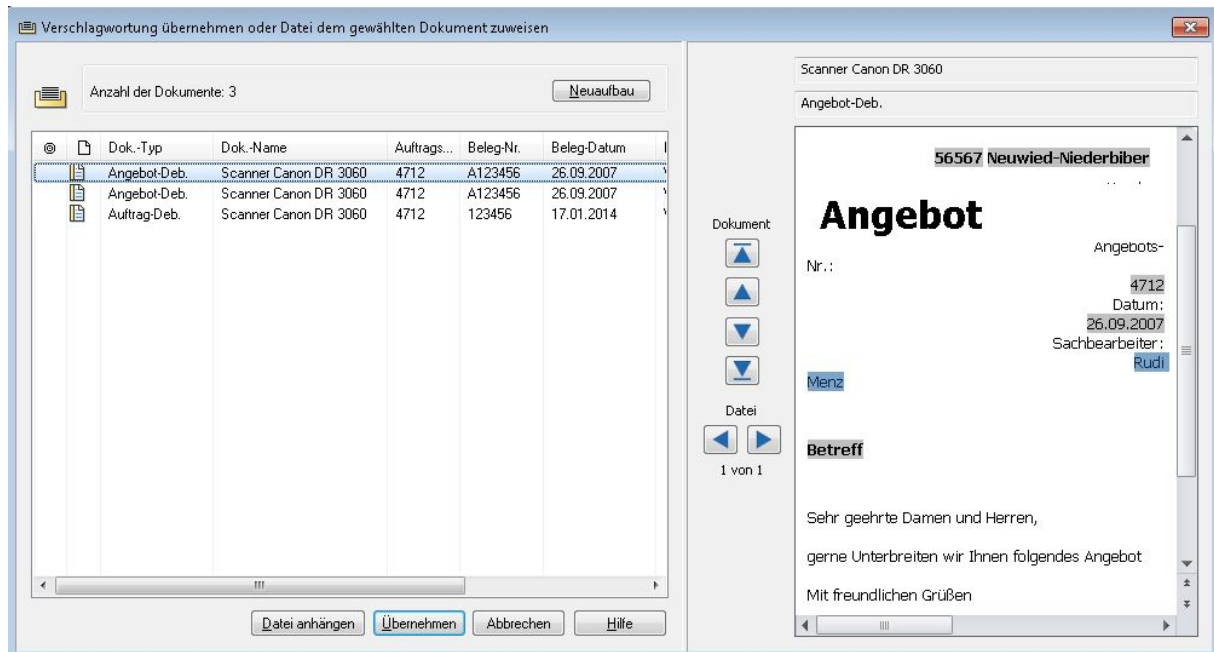 Verschlagwortung übernehmen oder Datei dem gewählten Dokument zuweisen
Anzahl der Dokumente: 3
Neuaufbau
Dok.-Typ Dok.-Name Auftrags... Beleg-Nr. Beleg-Datum
Angebot-Deb. Scanner Canon DR 3060 4712 A123456 26.09.2007
Angebot-Deb. Scanner Canon DR 3060 4712 A123456 26.09.2007
Auftrag-Deb. Scanner Canon DR 3060 4712 123456 17.01.2014
Datei anhängen Übernehmen Abbrechen Hilfe
Dokument
Datei
1 von 1
Scanner Canon DR 3060
Angebot-Deb.
56567 Neuwied-Niederbiber
Angebot
Angebots-
Nr.:
4712
Datum:
26.09.2007
Sachbearbeiter:
Rudi
Menz
Betreff
Sehr geehrte Damen und Herren,
gerne Unterbreiten wir Ihnen folgendes Angebot
Mit freundlichen Grüßen